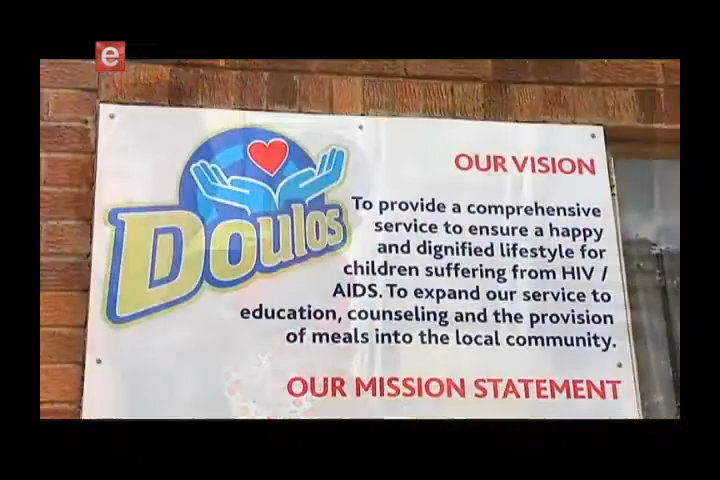 e
Doulos
OUR VISION
To provide a comprehensive
service to ensure a happy
and dignified lifestyle for
children suffering from HIV /
AIDS. To expand our service to
education, counseling and the provision
of meals into the local community.
OUR MISSION STATEMENT